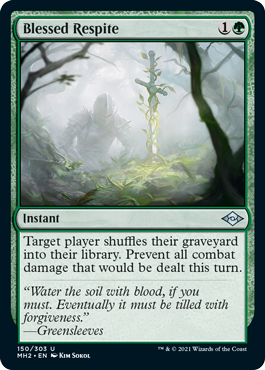 Blessed Respite 1
Instant
Target player shuffles their graveyard
into their library. Prevent all combat
damage that would be dealt this turn.
“Water the soil with blood, if you
must. Eventually it must be tilled with
forgiveness.”
—Greensleeves
150/303 U
MH2 • EN Kim Sokol
™ & © 2021 Wizards of the Coast